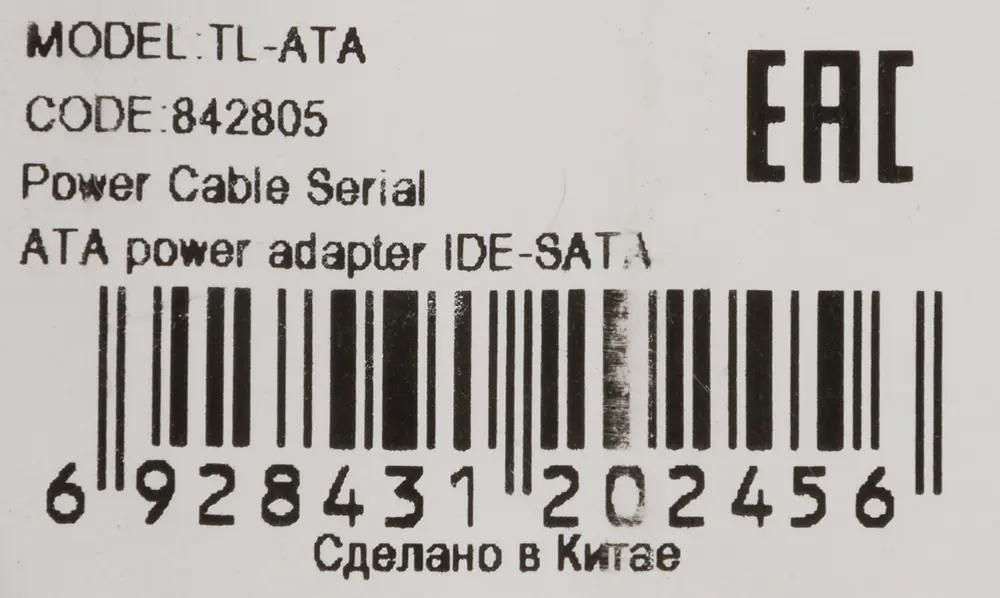 MODEL:TL-ATA
EAC
CODE:842805
Power Cable Serial
ATA power adapter IDE-SATA
6 928431 202456
Сделано в Китае